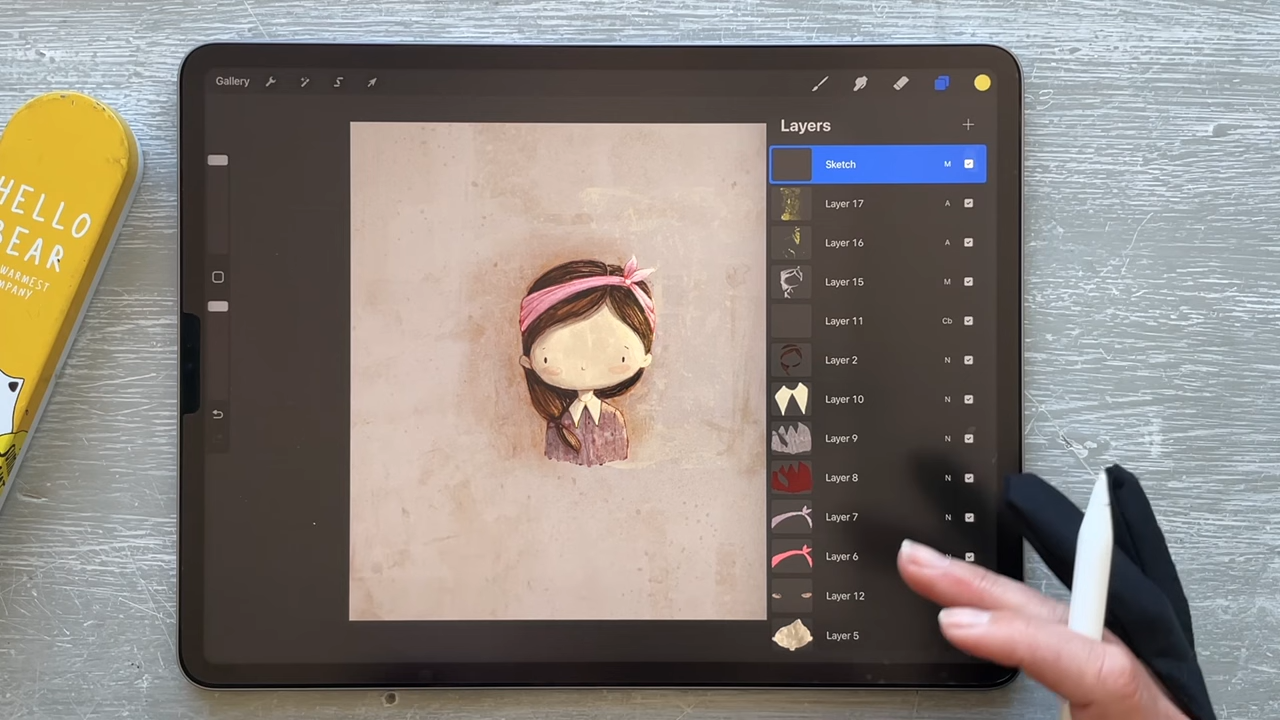 Gallery
Layers
Sketch M
Layer 17 A
Layer 16 A
Layer 15 M
Layer 11 Cb
Layer 2 N
Layer 10 N
Layer 9 N
Layer 8 N
Layer 7 N
Layer 6
Layer 12
Layer 5
HELLO
BEAR
WARMEST